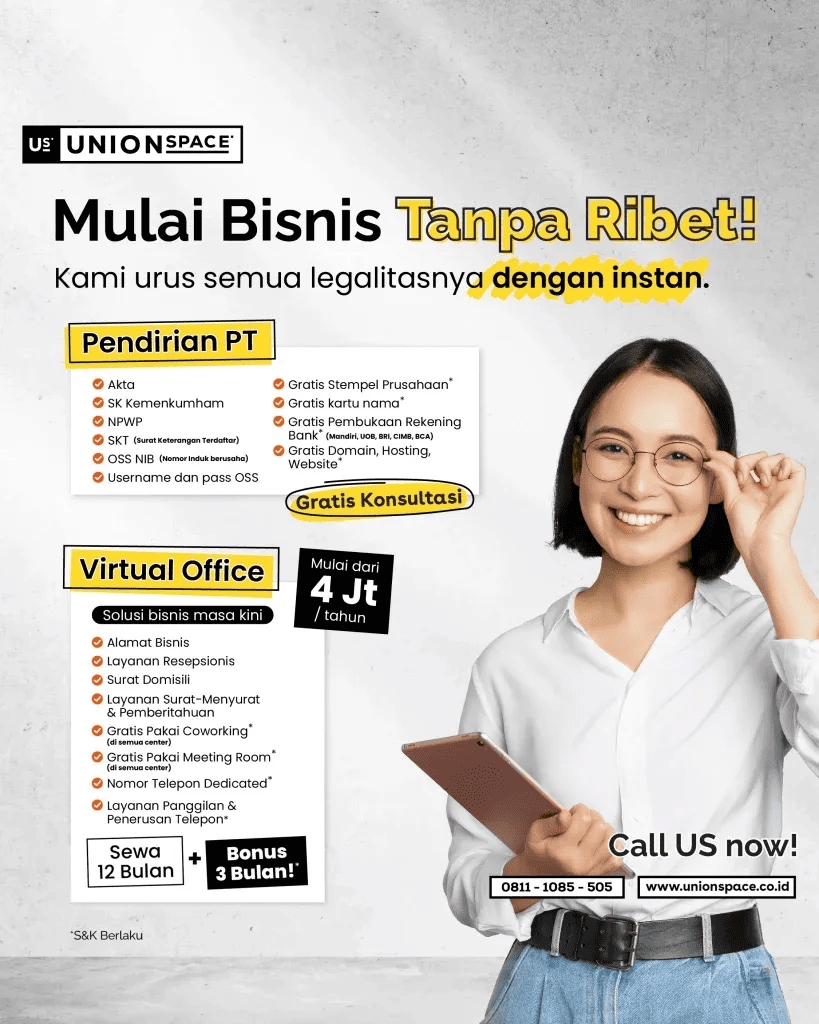 US UNIONSPACE
Mulai Bisnis Tanpa Ribet!
Kami urus semua legalitasnya dengan instan.
Pendirian PT
Akta
SK Kemenkumham
NPWP
SKT (Surat Keterangan Terdaftar)
OSS NIB (Nomor Induk berusaha)
Username dan pass OSS
Gratis Stempel Prusahaan*
Gratis kartu nama*
Gratis Pembukaan Rekening
Bank* (Mandiri, UOB, BRI, CIMB, BCA)
Gratis Domain, Hosting,
Website*
Gratis Konsultasi
Virtual Office
Mulai dari
4 Jt
/ tahun
Solusi bisnis masa kini
Alamat Bisnis
Layanan Resepsionis
Surat Domisili
Layanan Surat-Menyurat
& Pemberitahuan
Gratis Pakai Coworking*
(di semua center)
Gratis Pakai Meeting Room*
(di semua center)
Nomor Telepon Dedicated*
Layanan Panggilan &
Penerusan Telepon*
Sewa
12 Bulan
+
Bonus
3 Bulan!*
Call US now!
0811 - 1085 - 505
www.unionspace.co.id
*S&K Berlaku